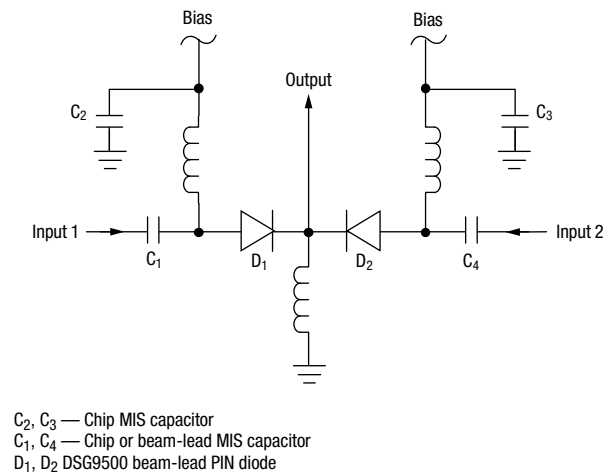 Bias
Bias
Output
C₂
C₃
Input 1
Input 2
C₁
D₁
D₂
C₄
C₂, C₃ — Chip MIS capacitor
C₁, C₄ — Chip or beam-lead MIS capacitor
D₁, D₂ DSG9500 beam-lead PIN diode